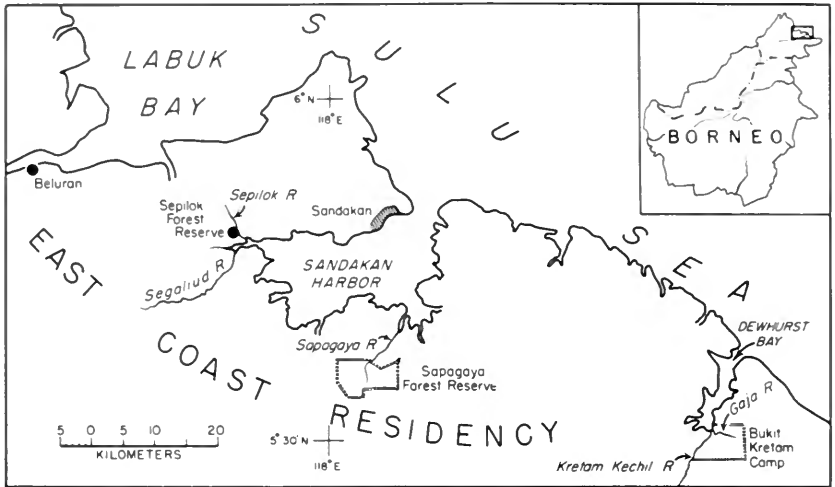 SULU
SEA
LABUK
BAY
6° N
118° E
BORNEO
Beluran
Sepilok R
Sepilok
Forest
Reserve
Sandakan
EAST
COAST
RESIDENCY
Segaliud R
SANDAKAN
HARBOR
Sapagaya R
Sapagaya
Forest Reserve
DEWHURST
BAY
Gaja R
Bukit
Kretam
Camp
Kretam Kechil R
5 0 5 10 20
KILOMETERS
5° 30' N
118° E